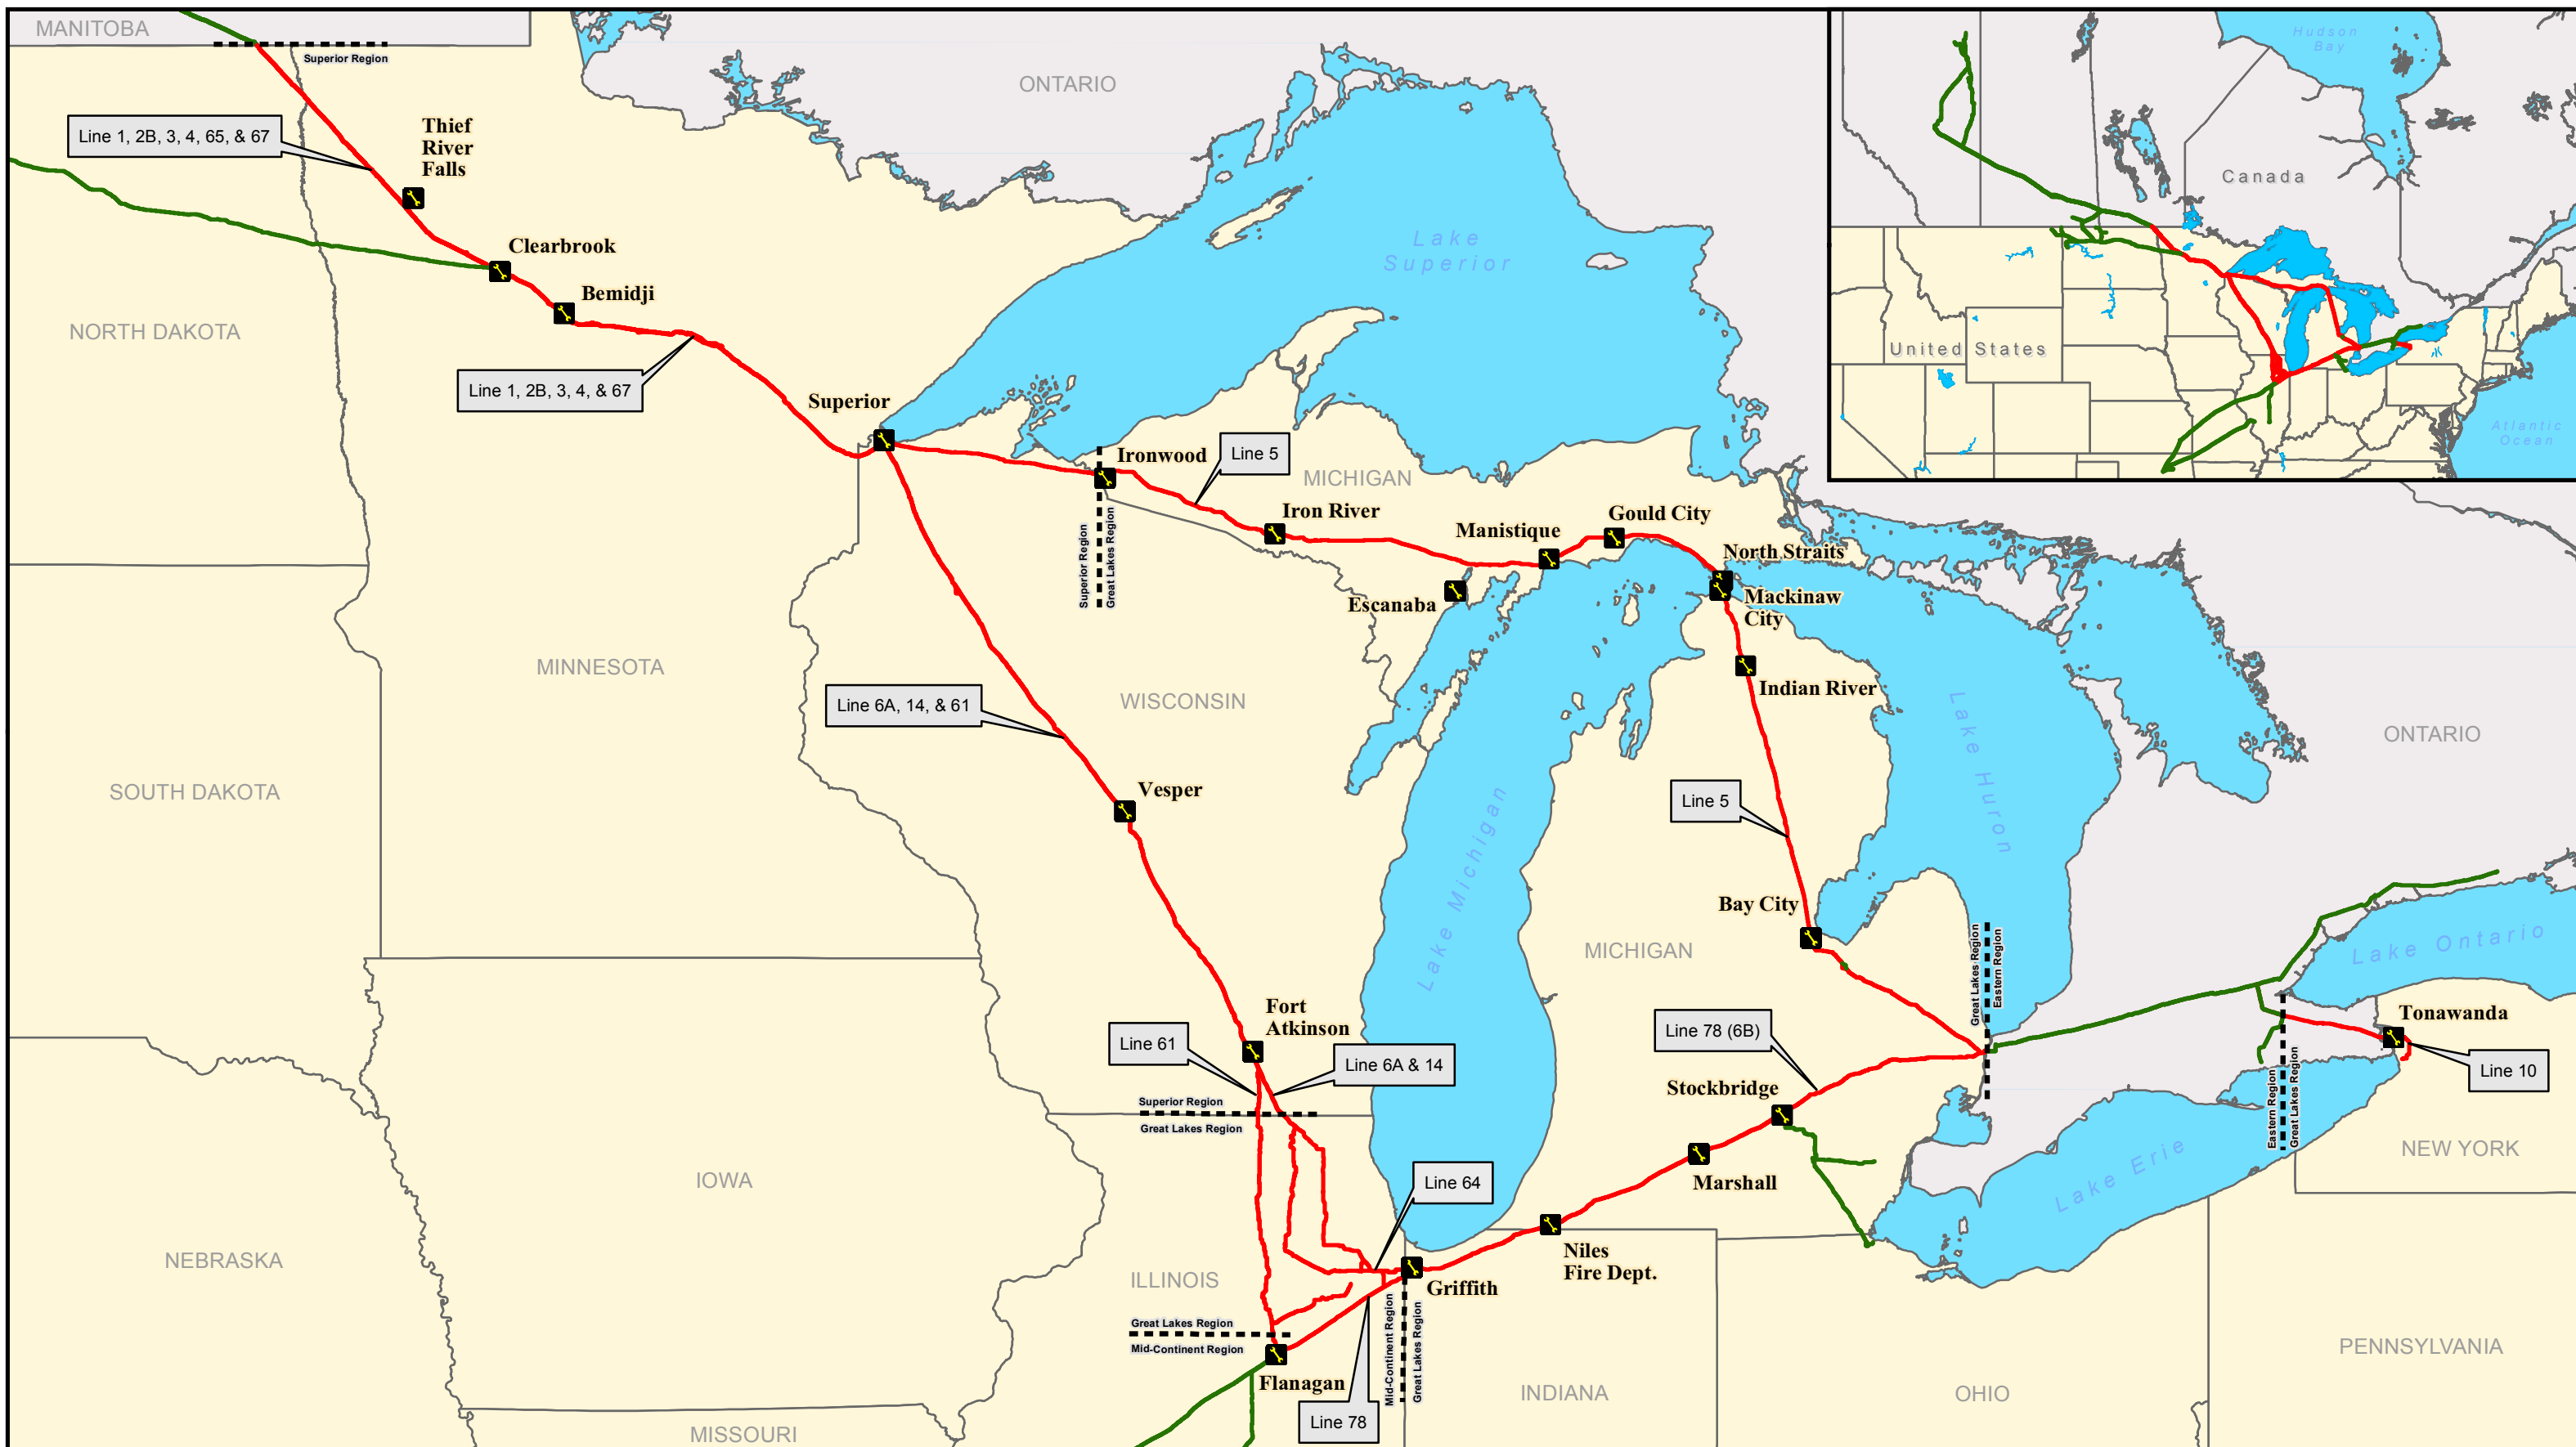 MANITOBA
Superior Region
ONTARIO
Hudson
Bay
Canada
United States
Atlantic
Ocean
Line 1, 2B, 3, 4, 65, & 67
Thief
River
Falls
Clearbrook
Bemidji
NORTH DAKOTA
Line 1, 2B, 3, 4, & 67
Lake
Superior
Superior
Ironwood
Line 5
MICHIGAN
Superior Region
Great Lakes Region
Iron River
Manistique
Gould City
North Straits
Escanaba
Mackinaw
City
MINNESOTA
Indian River
Line 6A, 14, & 61
WISCONSIN
Lake Huron
ONTARIO
SOUTH DAKOTA
Vesper
Line 5
Lake Michigan
Bay City
MICHIGAN
Great Lakes Region
Eastern Region
Lake Ontario
Fort
Atkinson
Line 61
Line 6A & 14
Line 78 (6B)
Tonawanda
Line 10
Stockbridge
Superior Region
Great Lakes Region
Eastern Region
Great Lakes Region
NEW YORK
IOWA
Line 64
Marshall
Lake Erie
NEBRASKA
ILLINOIS
Niles
Fire Dept.
Griffith
Great Lakes Region
Mid-Continent Region
Mid-Continent Region
Great Lakes Region
Flanagan
Line 78
INDIANA
OHIO
PENNSYLVANIA
MISSOURI